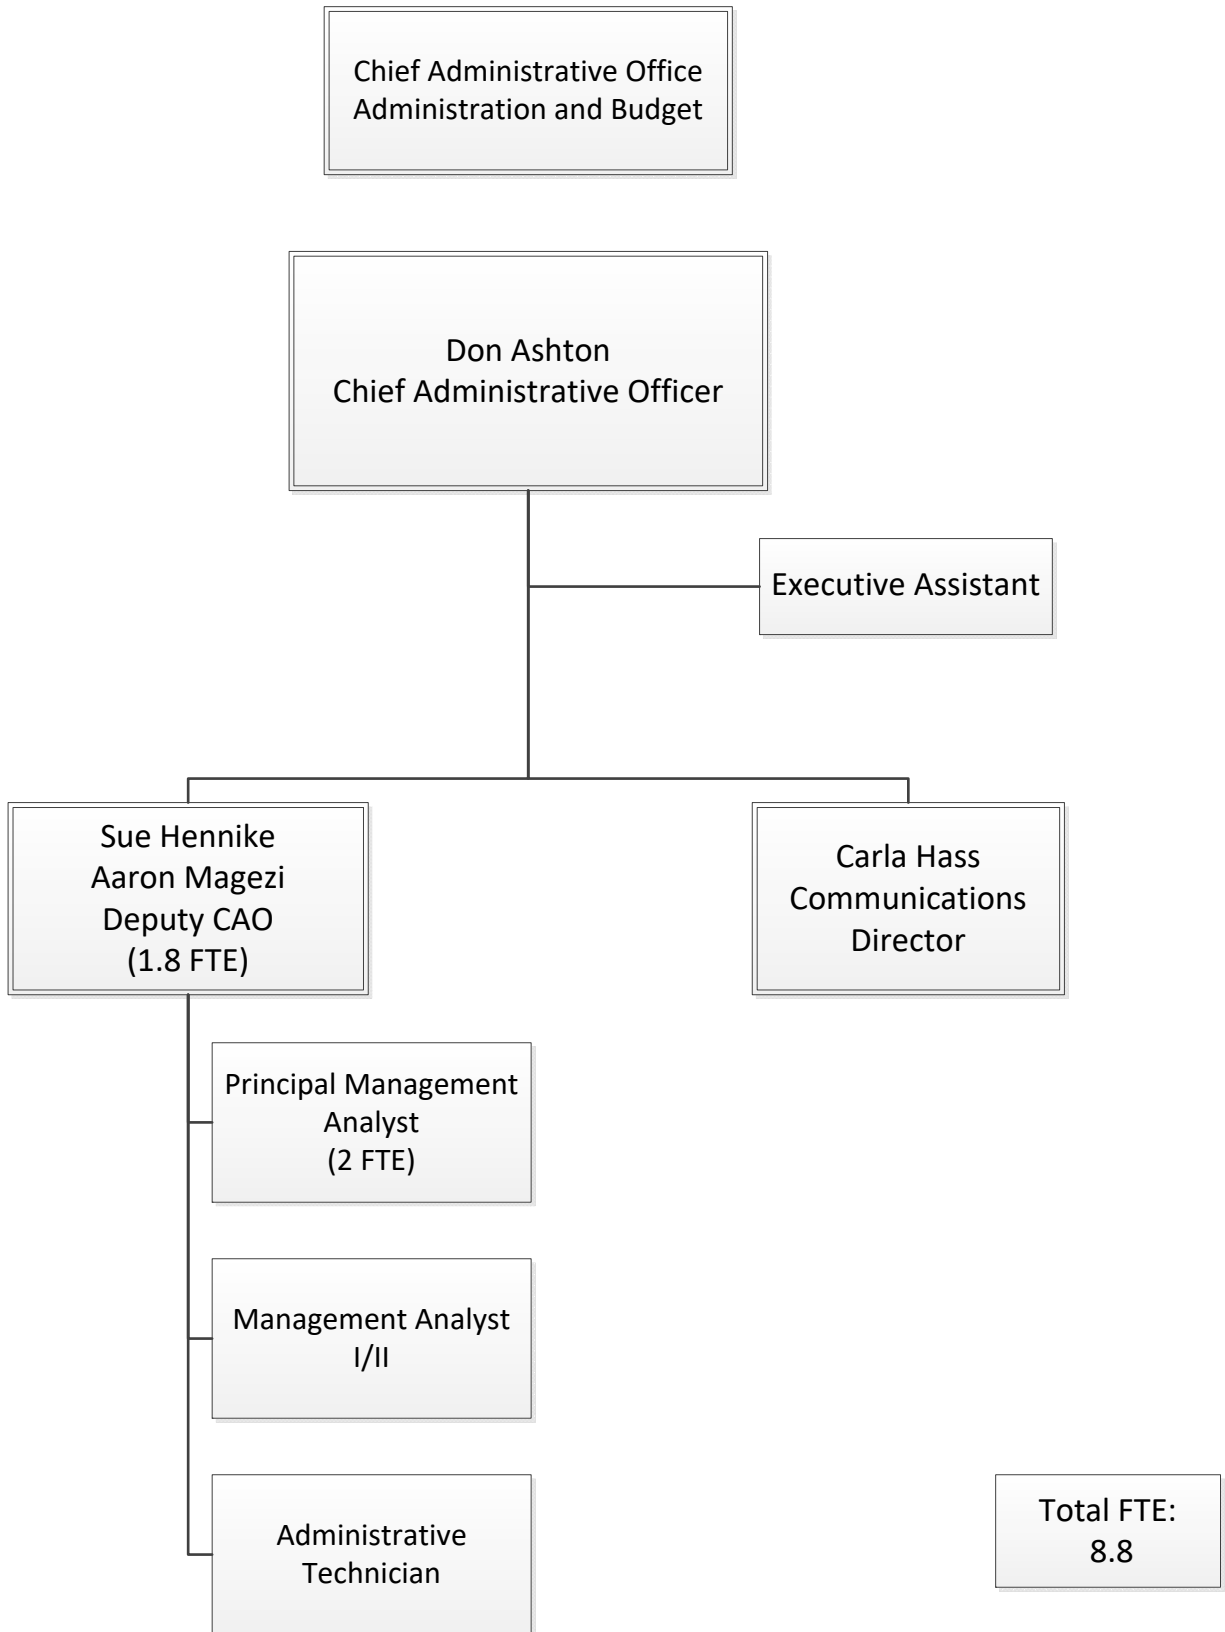 Chief Administrative Office
Administration and Budget
Don Ashton
Chief Administrative Officer
Executive Assistant
Sue Hennike
Aaron Magezi
Deputy CAO
(1.8 FTE)
Carla Hass
Communications
Director
Principal Management
Analyst
(2 FTE)
Management Analyst
I/II
Administrative
Technician
Total FTE:
8.8